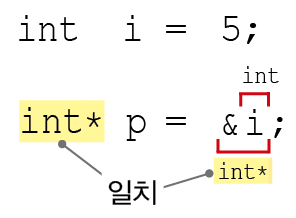 int i = 5;
int
int* p = &i;
int*
일치